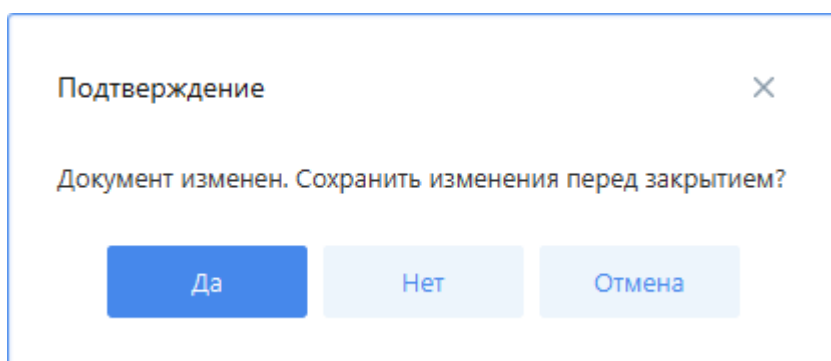 Подтверждение
Документ изменен. Сохранить изменения перед закрытием?
Да Нет Отмена